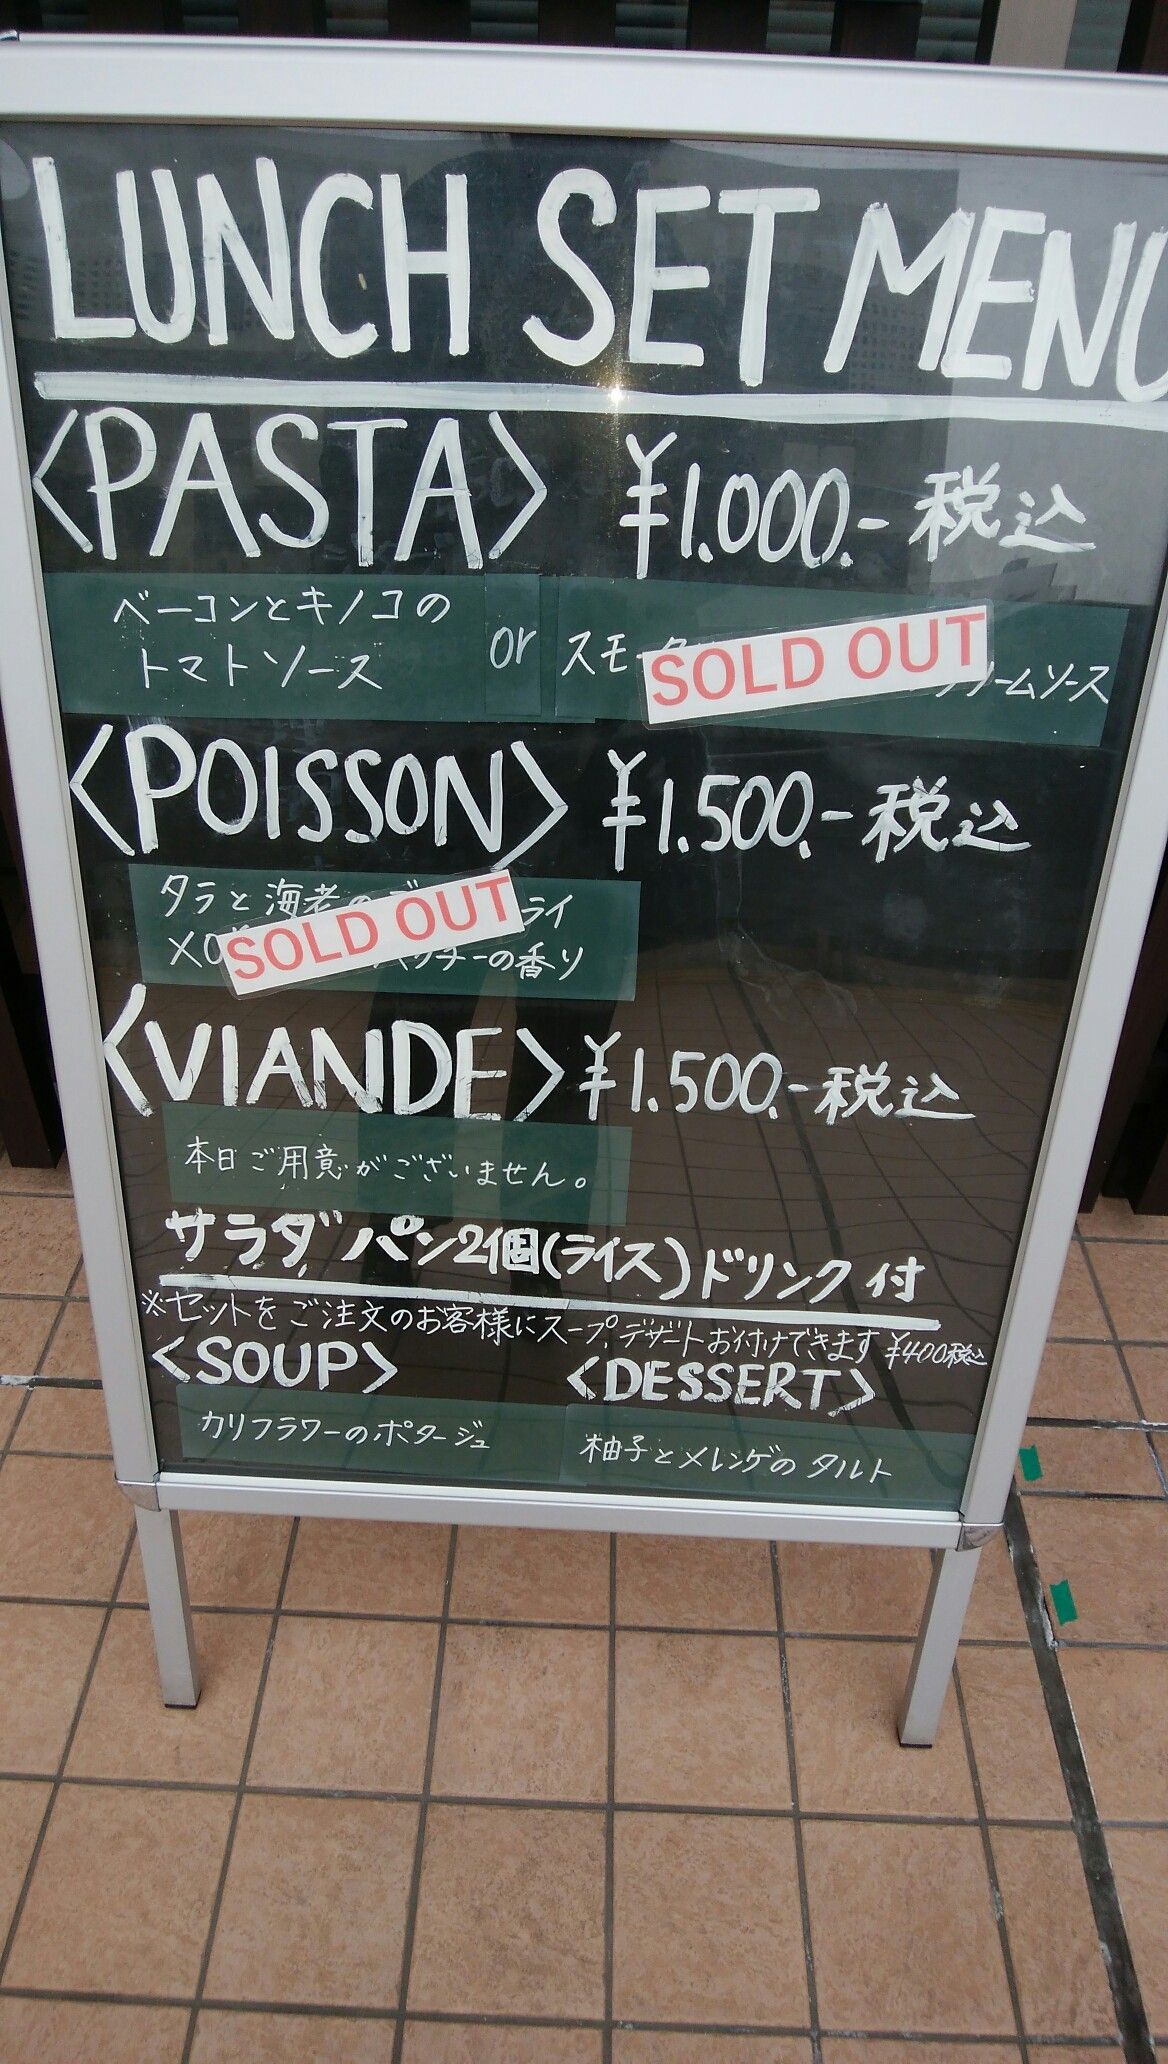 LUNCH SET MENU
<PASTA> ¥1.000.- 税込
ベーコンとキノコの
トマトソース
or
スモー
SOLD OUT
リームソース
<POISSON> ¥1.500.- 税込
タラと海老の
ライ
SOLD OUT
チーの香り
<VIANDE> ¥1.500.- 税込
本日ご用意がございません。
サラダ パン2個(ライス)ドリンク付
※セットをご注文のお客様にスープ,デザートお付けできます ¥400税込
<SOUP>
<DESSERT>
カリフラワーのポタージュ
柚子とメレンゲのタルト